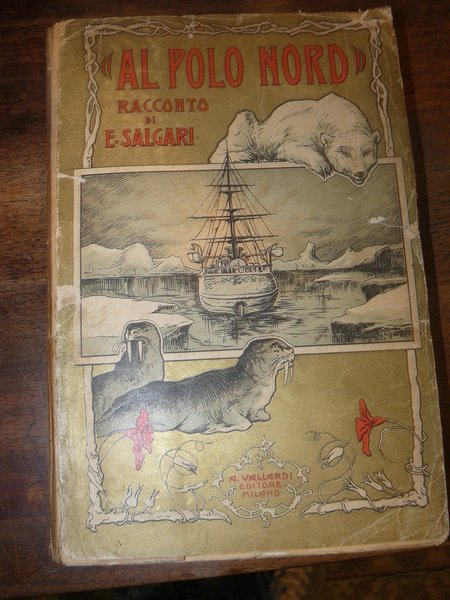 «AL POLO NORD»
RACCONTO
DI
E. SALGARI
A. VALLARDI
EDITORE
MILANO